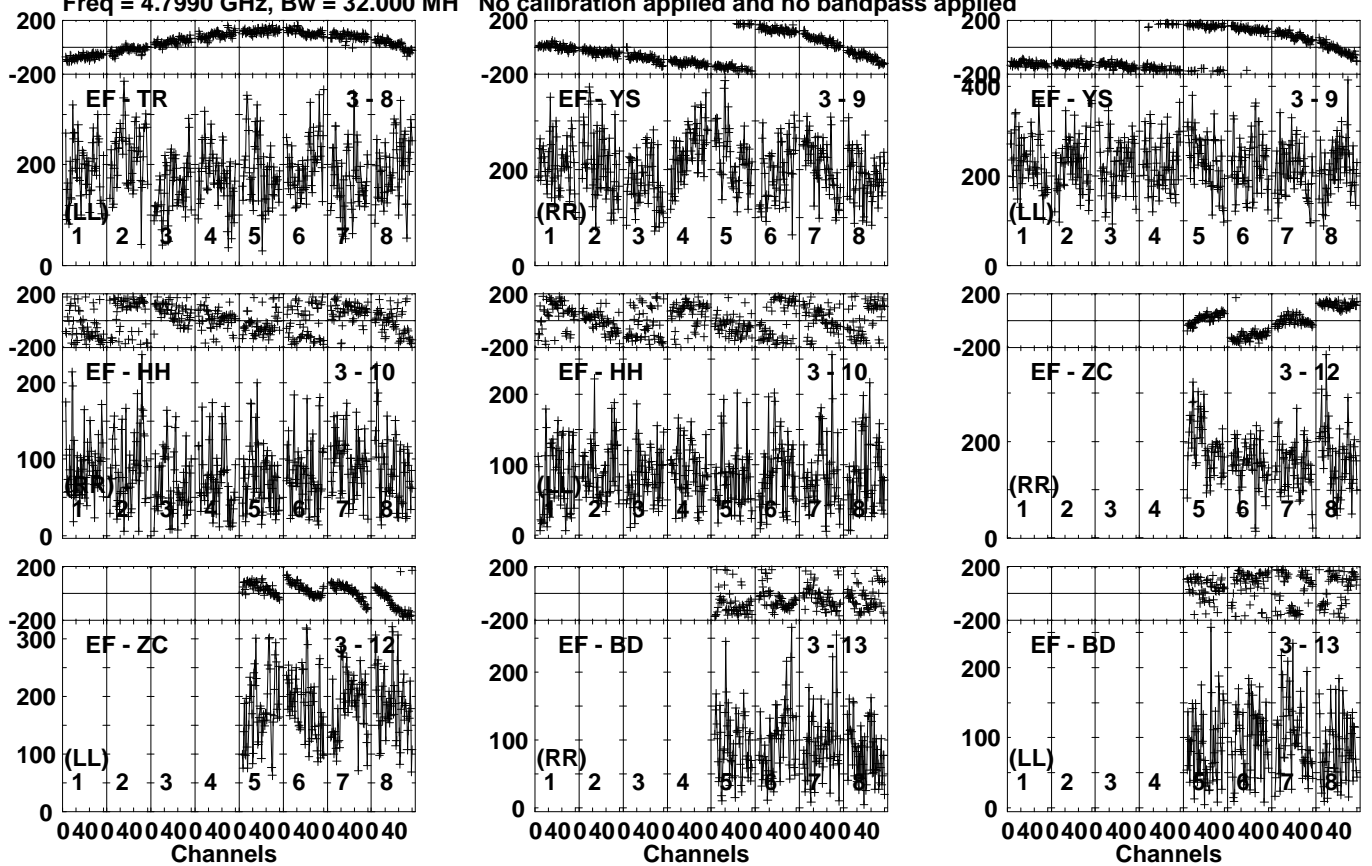 Freq = 4.7990 GHz, Bw = 32.000 MH No calibration applied and no bandpass applied
200
-200
EF - TR 3 - 8
200
(LL)
1 2 3 4 5 6 7 8
0
200
-200
EF - YS 3 - 9
200
(RR)
1 2 3 4 5 6 7 8
0
200
-200
400
EF - YS 3 - 9
200
(LL)
1 2 3 4 5 6 7 8
0
200
-200
EF - HH 3 - 10
200
100
(RR)
1 2 3 4 5 6 7 8
0
200
-200
EF - HH 3 - 10
200
100
(LL)
1 2 3 4 5 6 7 8
0
200
-200
EF - ZC 3 - 12
200
(RR)
1 2 3 4 5 6 7 8
0
200
-200
300
EF - ZC 3 - 12
200
100
(LL)
1 2 3 4 5 6 7 8
0
0 40 0 40 0 40 0 40 0 40 0 40 0 40 0 40
Channels
200
-200
EF - BD 3 - 13
200
100
(RR)
1 2 3 4 5 6 7 8
0
0 40 0 40 0 40 0 40 0 40 0 40 0 40 0 40
Channels
200
-200
EF - BD 3 - 13
200
100
(LL)
1 2 3 4 5 6 7 8
0
0 40 0 40 0 40 0 40 0 40 0 40 0 40 0 40
Channels